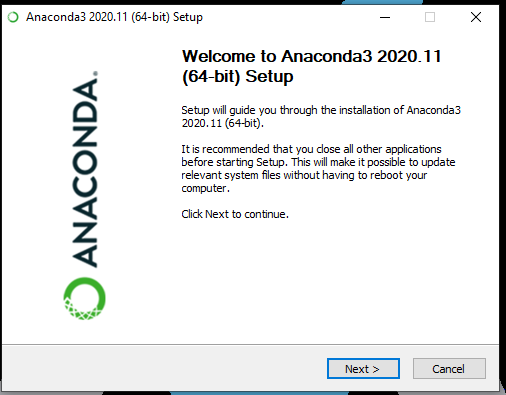 Anaconda3 2020.11 (64-bit) Setup
Welcome to Anaconda3 2020.11
(64-bit) Setup
Setup will guide you through the installation of Anaconda3
2020.11 (64-bit).
It is recommended that you close all other applications
before starting Setup. This will make it possible to update
relevant system files without having to reboot your
computer.
Click Next to continue.
ANACONDA.
Next >
Cancel